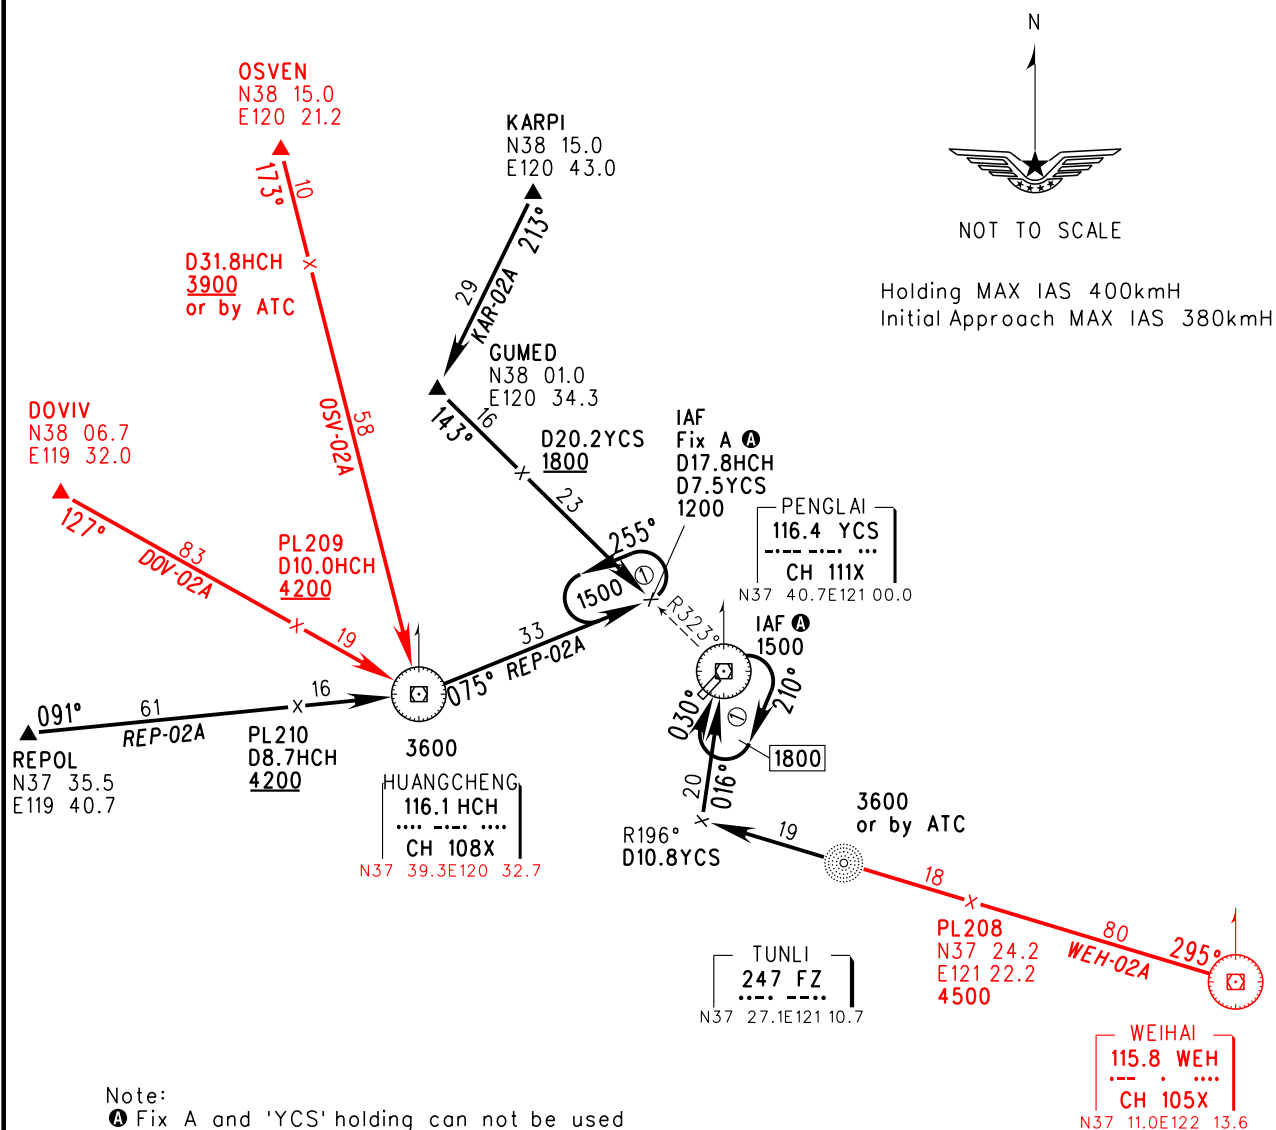 N
OSVEN
N38 15.0
E120 21.2
KARPI
N38 15.0
E120 43.0
NOT TO SCALE
Holding MAX IAS 400kmH
Initial Approach MAX IAS 380kmH
173°
10
213°
D31.8HCH
3900
or by ATC
29
KAR-02A
GUMED
N38 01.0
E120 34.3
DOVIV
N38 06.7
E119 32.0
OSV-02A
58
143°
16
D20.2YCS
1800
IAF
Fix A A
D17.8HCH
D7.5YCS
1200
23
127°
83
DOV-02A
PL209
D10.0HCH
4200
19
255°
1500
1
PENGLAI
116.4 YCS
CH 111X
N37 40.7E121 00.0
R323°
IAF A
1500
33
REP-02A
075°
091°
61
REP-02A
16
REPOL
N37 35.5
E119 40.7
PL210
D8.7HCH
4200
3600
HUANGCHENG
116.1 HCH
CH 108X
N37 39.3E120 32.7
030°
210°
1
1800
20
016°
R196°
D10.8YCS
19
3600
or by ATC
18
PL208
N37 24.2
E121 22.2
4500
80
WEH-02A
295°
TUNLI
247 FZ
N37 27.1E121 10.7
WEIHAI
115.8 WEH
CH 105X
N37 11.0E122 13.6
Note:
A Fix A and 'YCS' holding can not be used